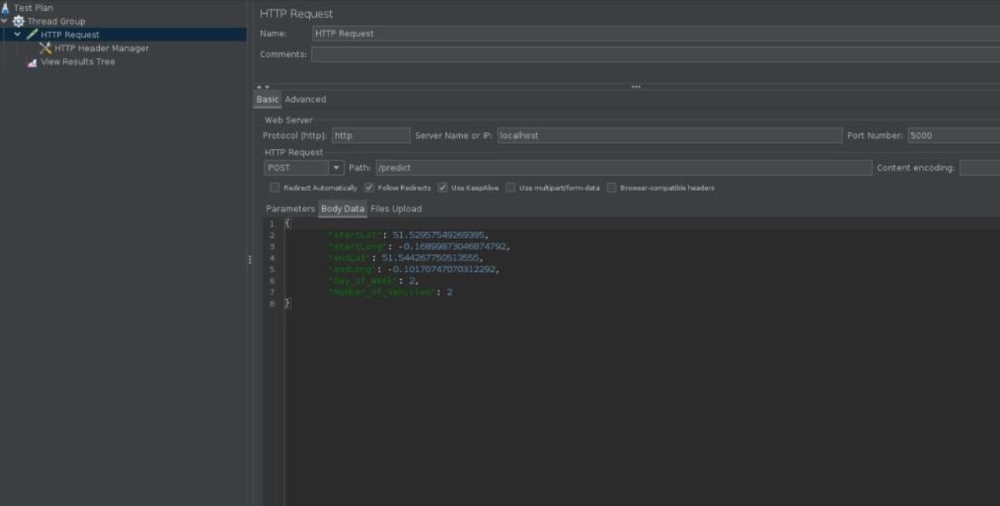 Test Plan
Thread Group
HTTP Request
HTTP Header Manager
View Results Tree
HTTP Request
Name: HTTP Request
Comments:
Basic Advanced
Web Server
Protocol [http]: http Server Name or IP: localhost Port Number: 5000
HTTP Request
POST Path: /predict Content encoding:
Redirect Automatically Follow Redirects Use KeepAlive Use multipart/form-data Browser-compatible headers
Parameters Body Data Files Upload
1 {
2 "startLat": 51.52957549269395,
3 "startLong": -0.16899873046874792,
4 "endLat": 51.544267750513555,
5 "endLong": -0.10170747070312292,
6 "Day_of_Week": 2,
7 "Number_of_Vehicles": 2
8 }